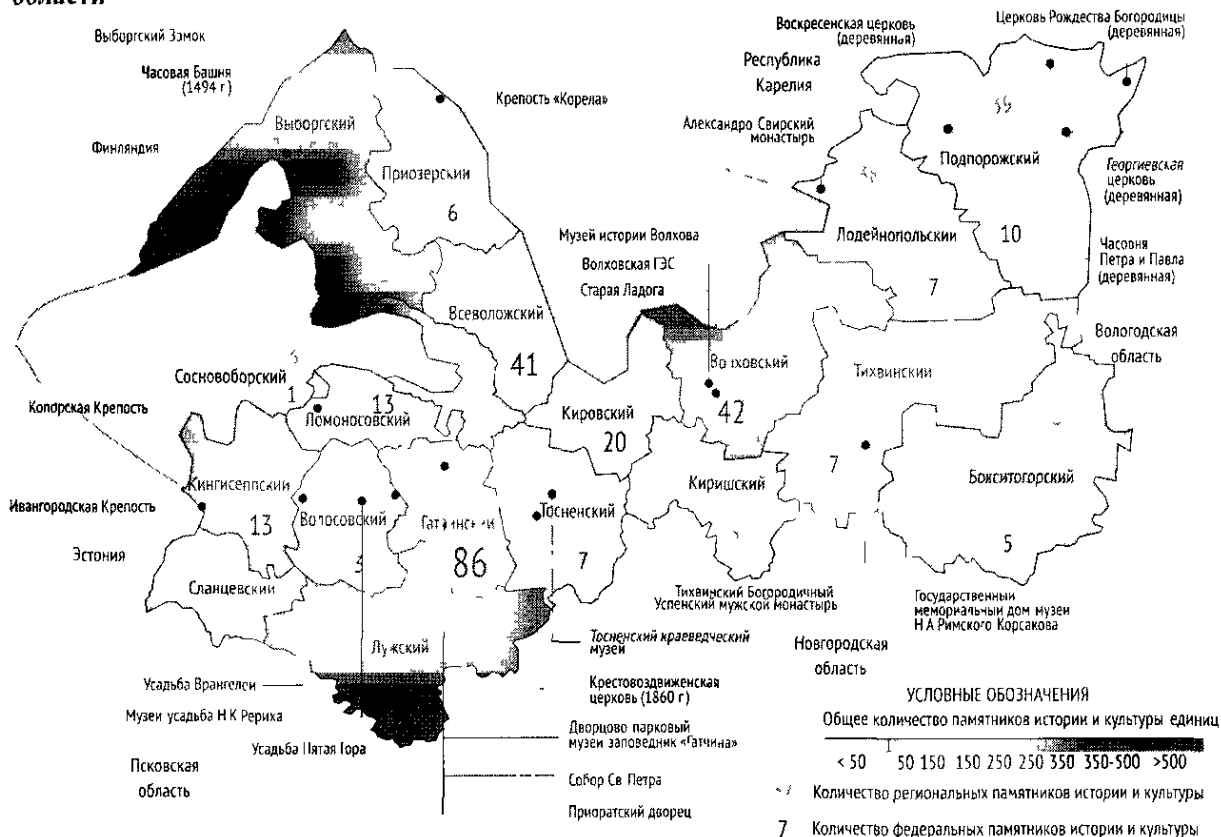 области
Выборгский Зомок
Часовая Башня
(1494 г)
Финляндия
Выборгский
Крепость «Корела»
Приозерский
6
Воскресенская церковь
(деревянная)
Церковь Рождества Богородицы
(деревянная)
Республика
Карелия
Александро Свирский
монастырь
Подпорожский
10
Георгиевская
церковь
(деревянная)
Часовня
Петра и Павла
(деревянная)
Лодейнопольский
7
Музей истории Волхова
Волховская ГЭС
Старая Ладога
Всеволожский
41
Волховский
42
Тихвинский
7
Вологодская
область
Сосновоборский
1
Копорская Крепость
Ломоносовский
13
Кировский
20
Киришский
Бокситогорский
5
Кингисеппский
13
Ивангородская Крепость
Волосовский
Гатчинский
86
Тосненский
7
Эстония
Сланцевский
Лужский
Тихвинский Богородичный
Успенский мужской монастырь
Государственный
мемориальный дом музеи
Н А Римского Корсакова
Тосненский краеведческий
музей
Новгородская
область
Усадьба Врангелеи
Музеи усадьба Н К Рериха
Усадьба Пятая Гора
Крестовоздвиженская
церковь (1860 г)
Дворцово парковый
музеи заповедник «Гатчина»
Собор Св Петра
Приоратский дворец
Псковская
область
УСЛОВНЫЕ ОБОЗНАЧЕНИЯ
Общее количество памятников истории и культуры единиц
< 50 50 150 150 250 250 350 350-500 >500
Количество региональных памятников истории и культуры
7 Количество федеральных памятников истории и культуры